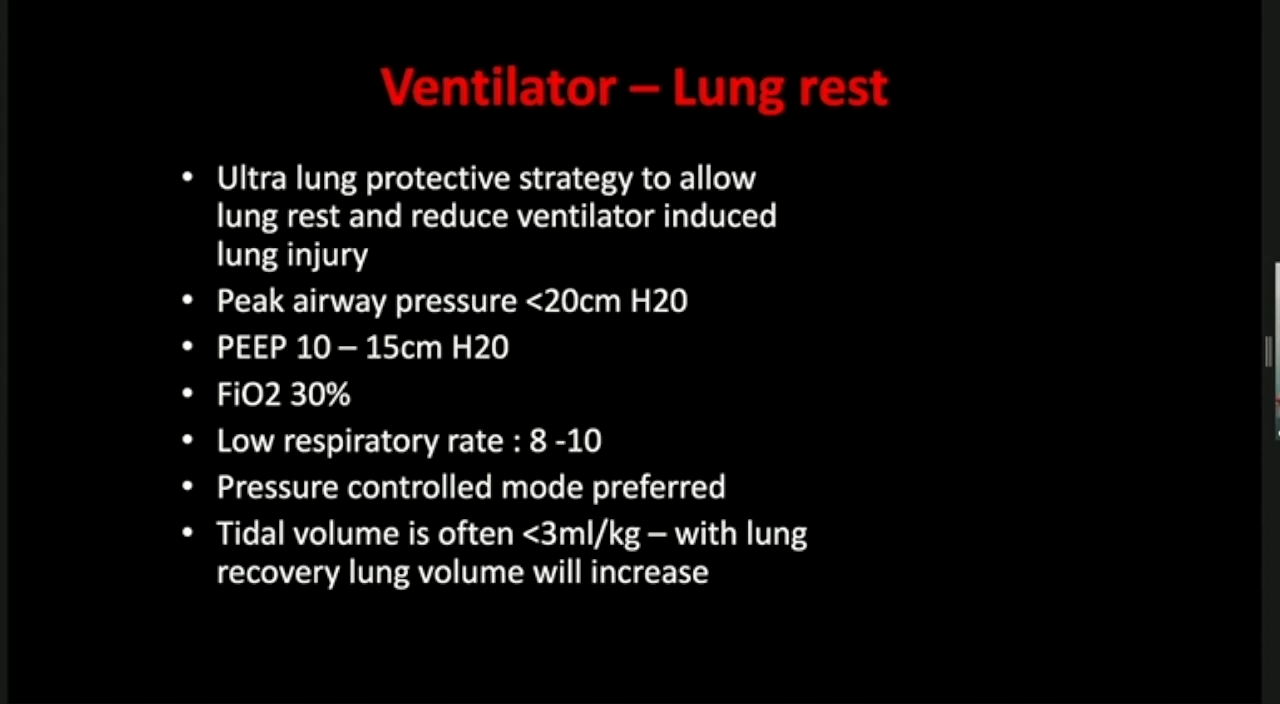 Ventilator – Lung rest
• Ultra lung protective strategy to allow
lung rest and reduce ventilator induced
lung injury
• Peak airway pressure <20cm H20
• PEEP 10 – 15cm H20
• FiO2 30%
• Low respiratory rate : 8 -10
• Pressure controlled mode preferred
• Tidal volume is often <3ml/kg – with lung
recovery lung volume will increase